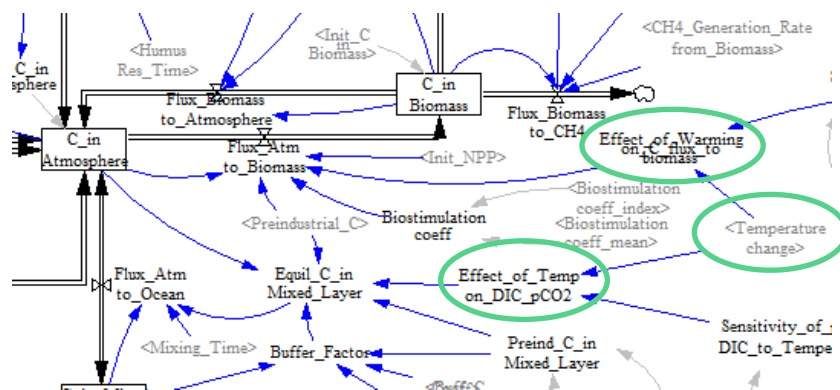 <CH4_Generation_Rate
from_Biomass>
<Init_C
in
Biomass>
<Humus
Res_Time>
C_in
sphere
C_in
Biomass
Flux_Biomass
to_Atmosphere
Flux_Biomass
to_CH4
C_in
Atmosphere
Flux_Atm
to_Biomass
Effect_of_Warming
on_C_flux_to
biomass
<Init_NPP>
<Biostimulation
coeff_index>
<Preindustrial_C>
Biostimulation
coeff
<Biostimulation
coeff_mean>
<Temperature
change>
Flux_Atm
to_Ocean
Equil_C_in
Mixed_Layer
Effect_of_Temp
on_DIC_pCO2
<Mixing_Time>
Buffer_Factor
Preind_C_in
Mixed_Layer
Sensitivity_of_
DIC_to_Tempe